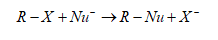 R – X + Nu⁻ → R – Nu + X⁻